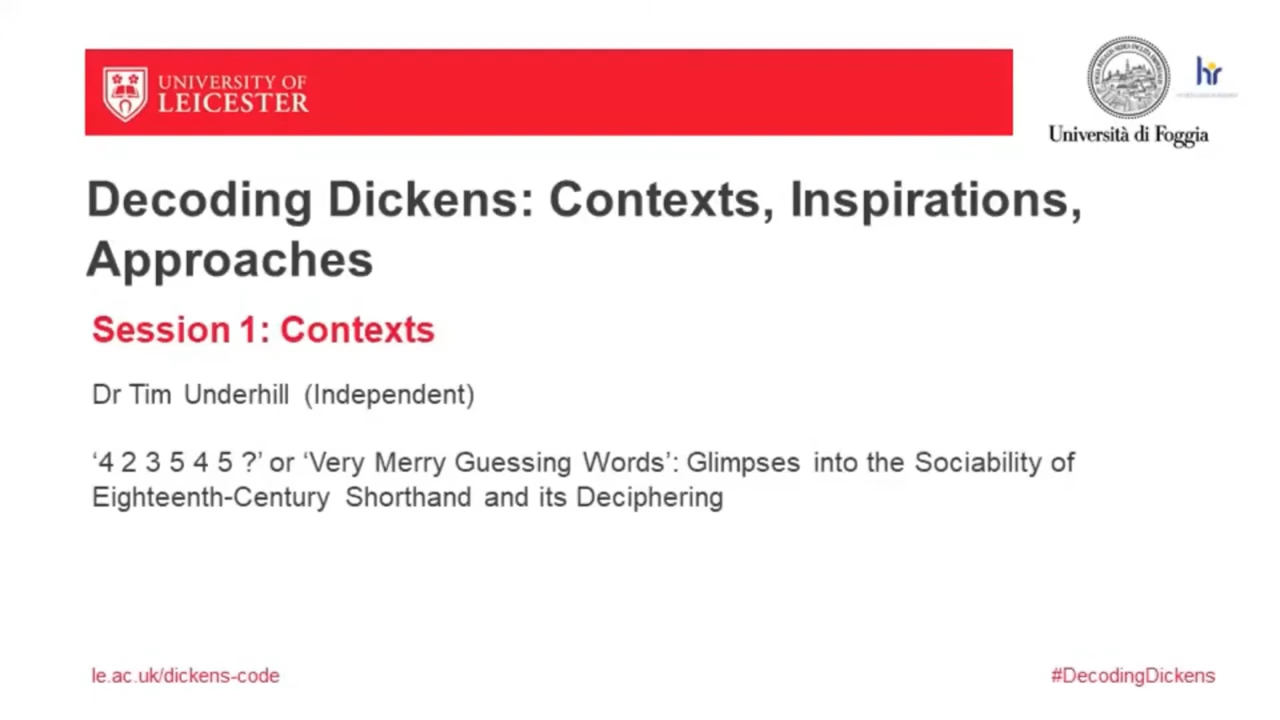 UNIVERSITY OF
LEICESTER
hr
Università di Foggia
Decoding Dickens: Contexts, Inspirations,
Approaches
Session 1: Contexts
Dr Tim Underhill (Independent)
‘4 2 3 5 4 5 ?’ or ‘Very Merry Guessing Words’: Glimpses into the Sociability of
Eighteenth-Century Shorthand and its Deciphering
le.ac.uk/dickens-code
#DecodingDickens